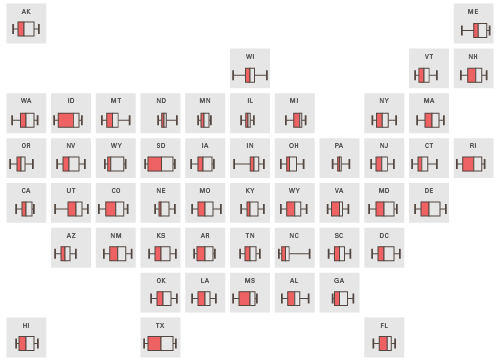 AK ME
WI VT NH
WA ID MT ND MN IL MI NY MA
OR NV WY SD IA IN OH PA NJ CT RI
CA UT CO NE MO KY WY VA MD DE
AZ NM KS AR TN NC SC DC
OK LA MS AL GA
HI TX FL